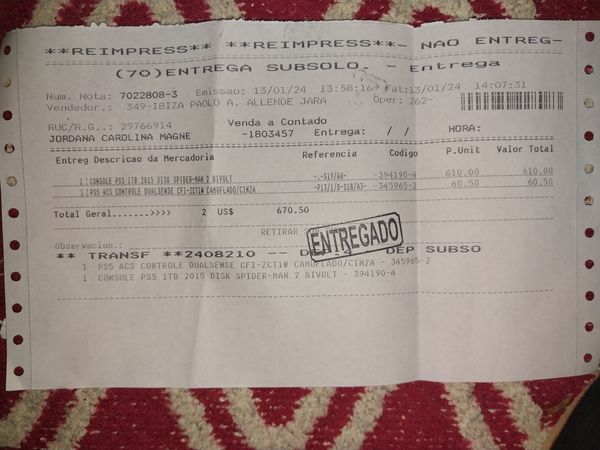 **REIMPRESS** **REIMPRESS**- NAO ENTREG-
(70)ENTREGA SUBSOLO. - Entrega
Num. Nota: 7022808-3 Emissao: 13/01/24 13:58:16 Fat:13/01/24 14:07:31
Vendedor.: 349-IBIZA PAOLO A. ALLENDE JARA Oper: 262-
RUC/R.G..: 29766914 Venda a Contado
JORDANA CAROLINA MAGNE -1803457 Entrega: / / HORA:
Entreg Descricao da Mercadoria Referencia Codigo P.Unit Valor Total
1 CONSOLE PS5 1TB 2015 DISK SPIDER-MAN 2 BIVOLT -.-S19/A0- -394190-4 610.00 610.00
1 PS5 ACS CONTROLE DUALSENSE CFI-ZCT1W CAMUFLADO/CINZA -P13/1/D-S18/A3- -345965-2 60.50 60.50
Total Geral.......>>>> 2 US$ 670.50
RETIRAR
ENTREGADO
Observacion.:
** TRANSF **2408210 -- DEP SUBSO
1 PS5 ACS CONTROLE DUALSENSE CFI-ZCT1W CAMUFLADO/CINZA - 345965-2
1 CONSOLE PS5 1TB 2015 DISK SPIDER-MAN 2 BIVOLT - 394190-4